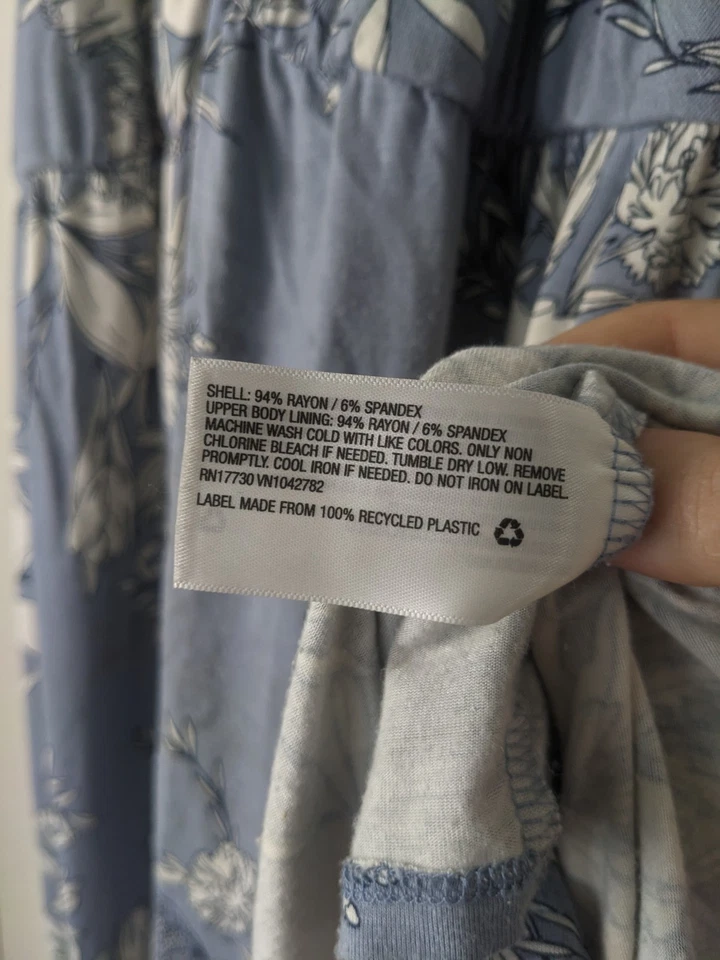 SHELL: 94% RAYON / 6% SPANDEX
UPPER BODY LINING: 94% RAYON / 6% SPANDEX
MACHINE WASH COLD WITH LIKE COLORS. ONLY NON
CHLORINE BLEACH IF NEEDED. TUMBLE DRY LOW. REMOVE
PROMPTLY. COOL IRON IF NEEDED. DO NOT IRON ON LABEL.
RN17730 VN1042782
LABEL MADE FROM 100% RECYCLED PLASTIC